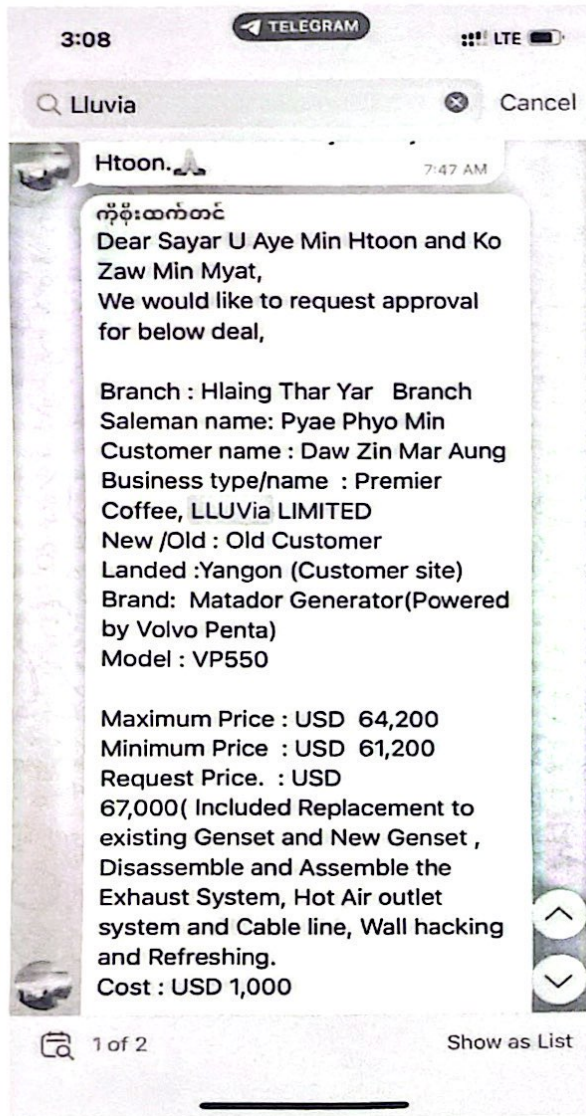 3:08
TELEGRAM
LTE
Lluvia
Cancel
Htoon.🙏
7:47 AM
ကိုစိုးထက်တင်
Dear Sayar U Aye Min Htoon and Ko
Zaw Min Myat,
We would like to request approval
for below deal,
Branch : Hlaing Thar Yar Branch
Saleman name: Pyae Phyo Min
Customer name : Daw Zin Mar Aung
Business type/name : Premier
Coffee, LLUVia LIMITED
New /Old : Old Customer
Landed :Yangon (Customer site)
Brand: Matador Generator(Powered
by Volvo Penta)
Model : VP550
Maximum Price : USD 64,200
Minimum Price : USD 61,200
Request Price. : USD
67,000( Included Replacement to
existing Genset and New Genset ,
Disassemble and Assemble the
Exhaust System, Hot Air outlet
system and Cable line, Wall hacking
and Refreshing.
Cost : USD 1,000
1 of 2
Show as List